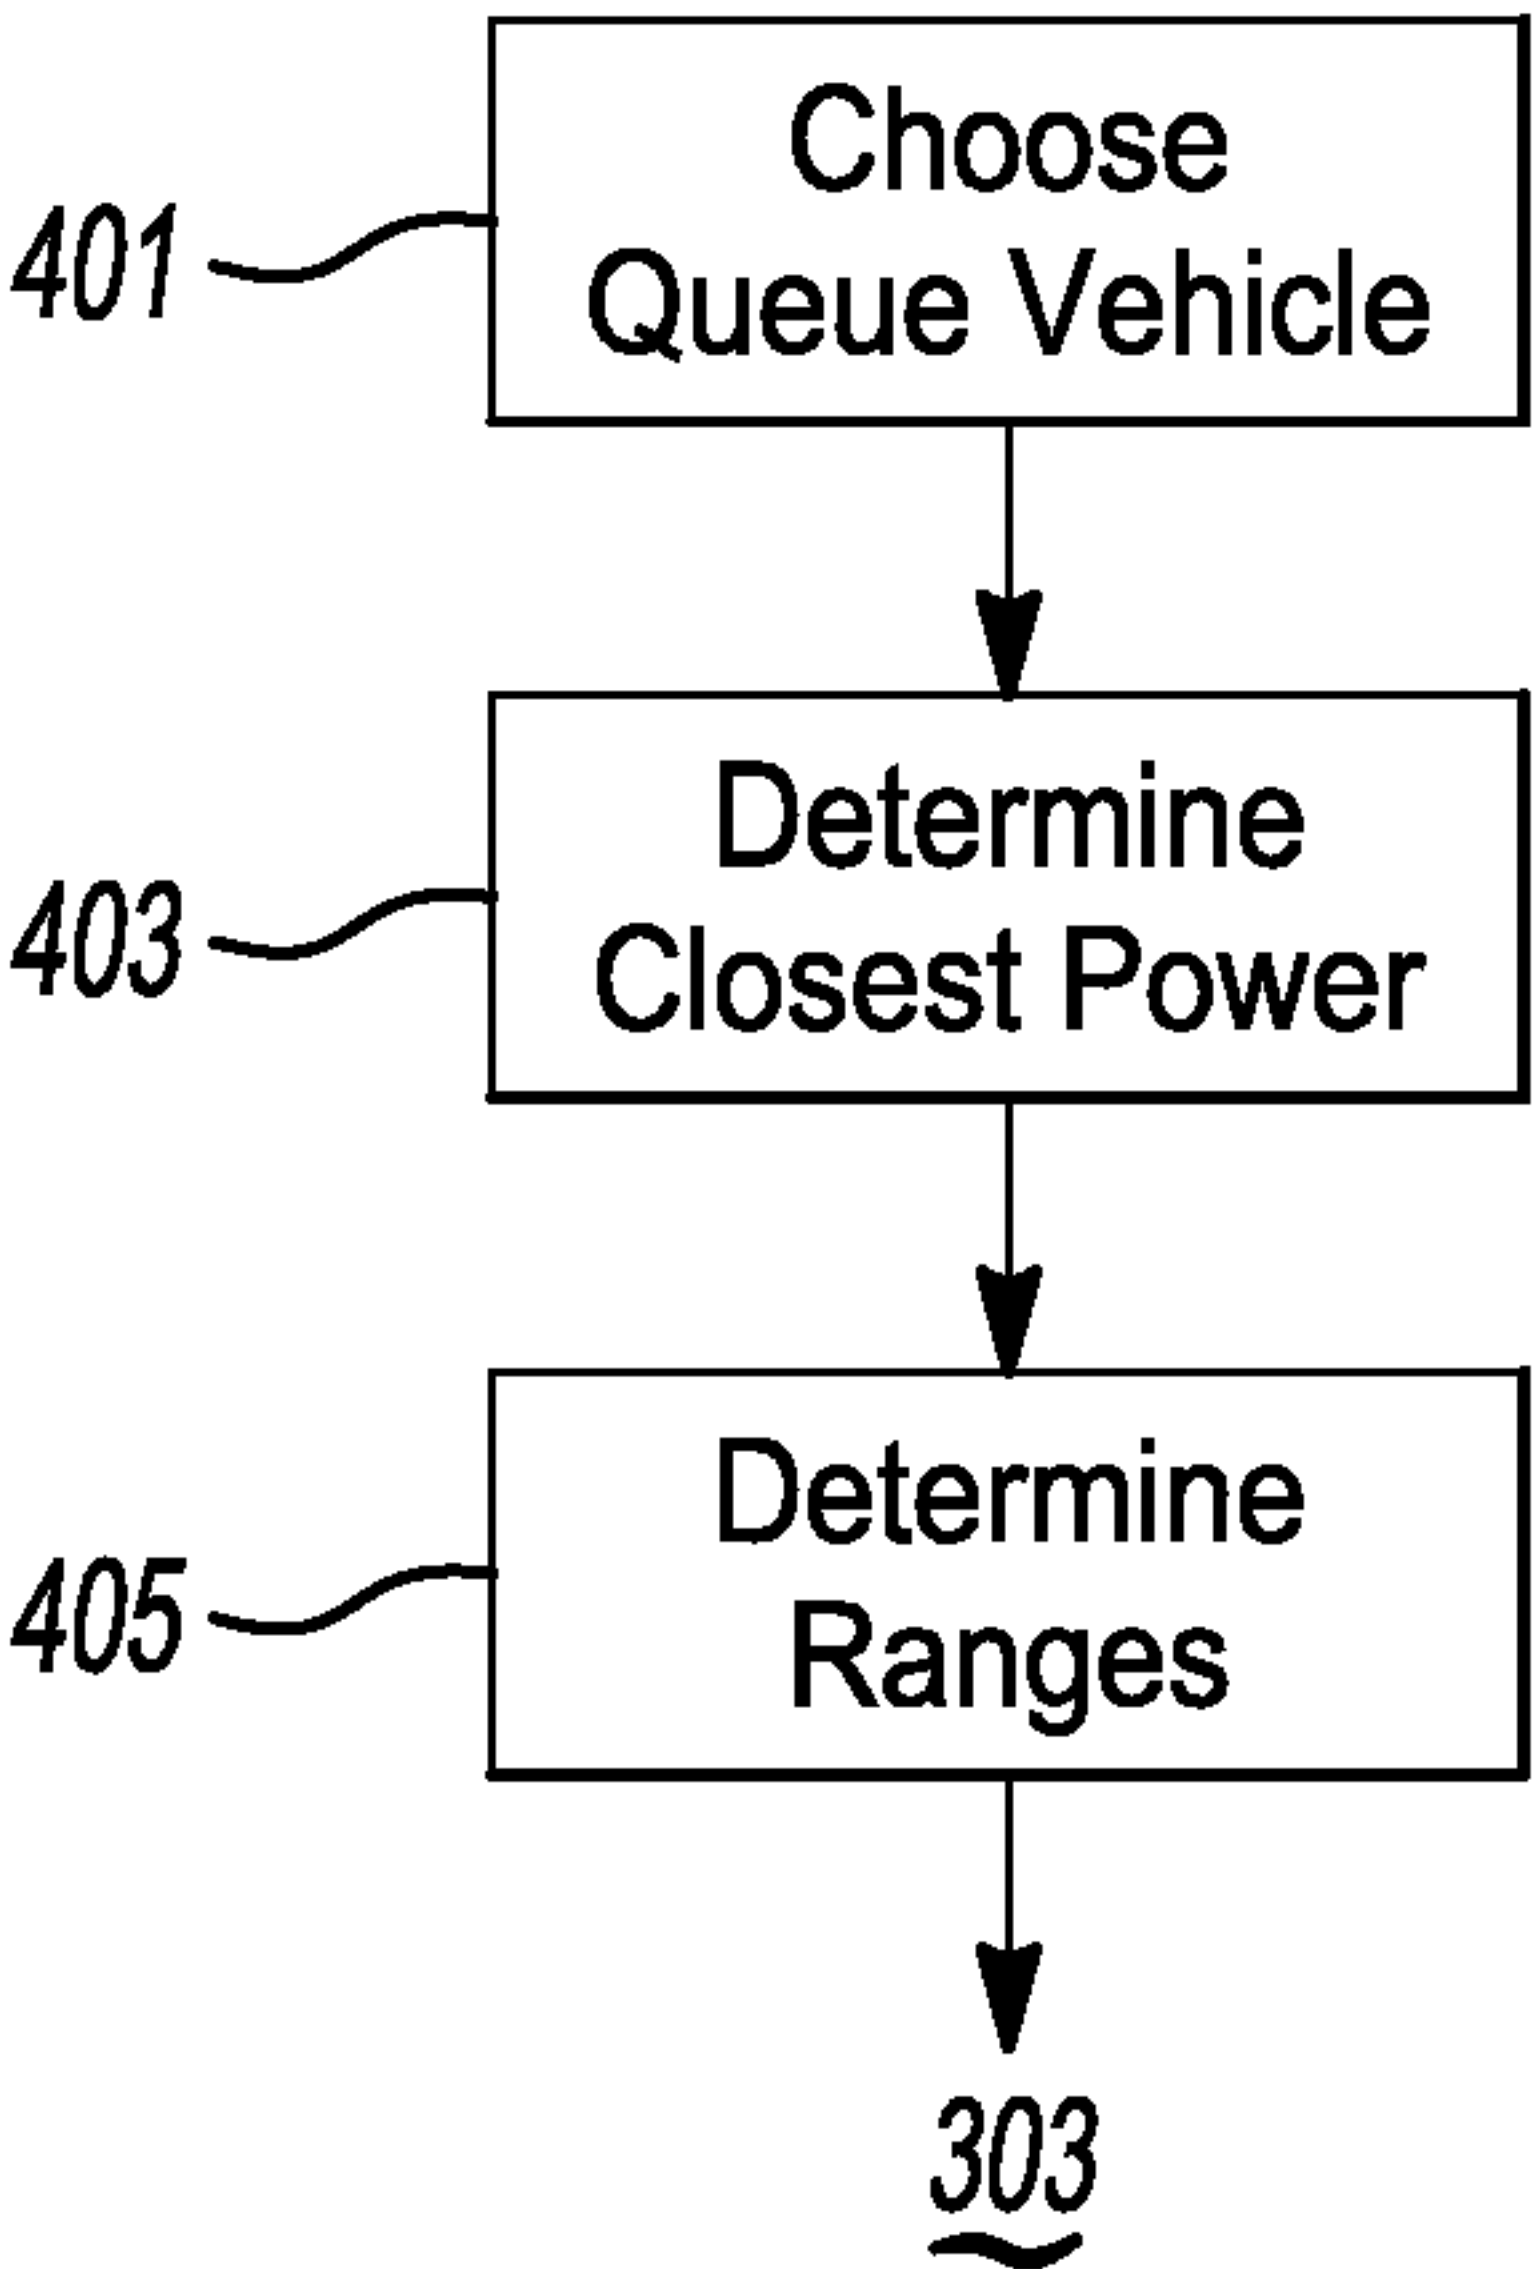 Choose
401
Queue Vehicle
Determine
403
Closest Power
Determine
405
Ranges
303